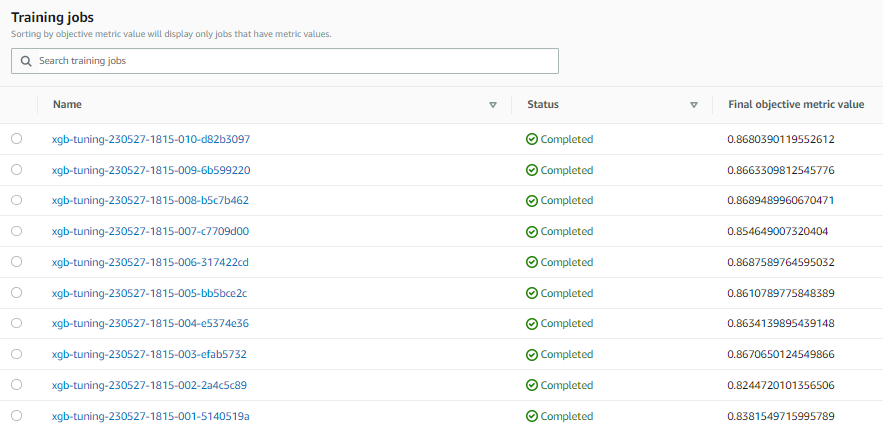 Training jobs
Sorting by objective metric value will display only jobs that have metric values.
Search training jobs
Name Status Final objective metric value
xgb-tuning-230527-1815-010-d82b3097 Completed 0.8680390119552612
xgb-tuning-230527-1815-009-6b599220 Completed 0.8663309812545776
xgb-tuning-230527-1815-008-b5c7b462 Completed 0.8689489960670471
xgb-tuning-230527-1815-007-c7709d00 Completed 0.854649007320404
xgb-tuning-230527-1815-006-317422cd Completed 0.8687589764595032
xgb-tuning-230527-1815-005-bb5bce2c Completed 0.8610789775848389
xgb-tuning-230527-1815-004-e5374e36 Completed 0.8634139895439148
xgb-tuning-230527-1815-003-efab5732 Completed 0.8670650124549866
xgb-tuning-230527-1815-002-2a4c5c89 Completed 0.8244720101356506
xgb-tuning-230527-1815-001-5140519a Completed 0.8381549715995789